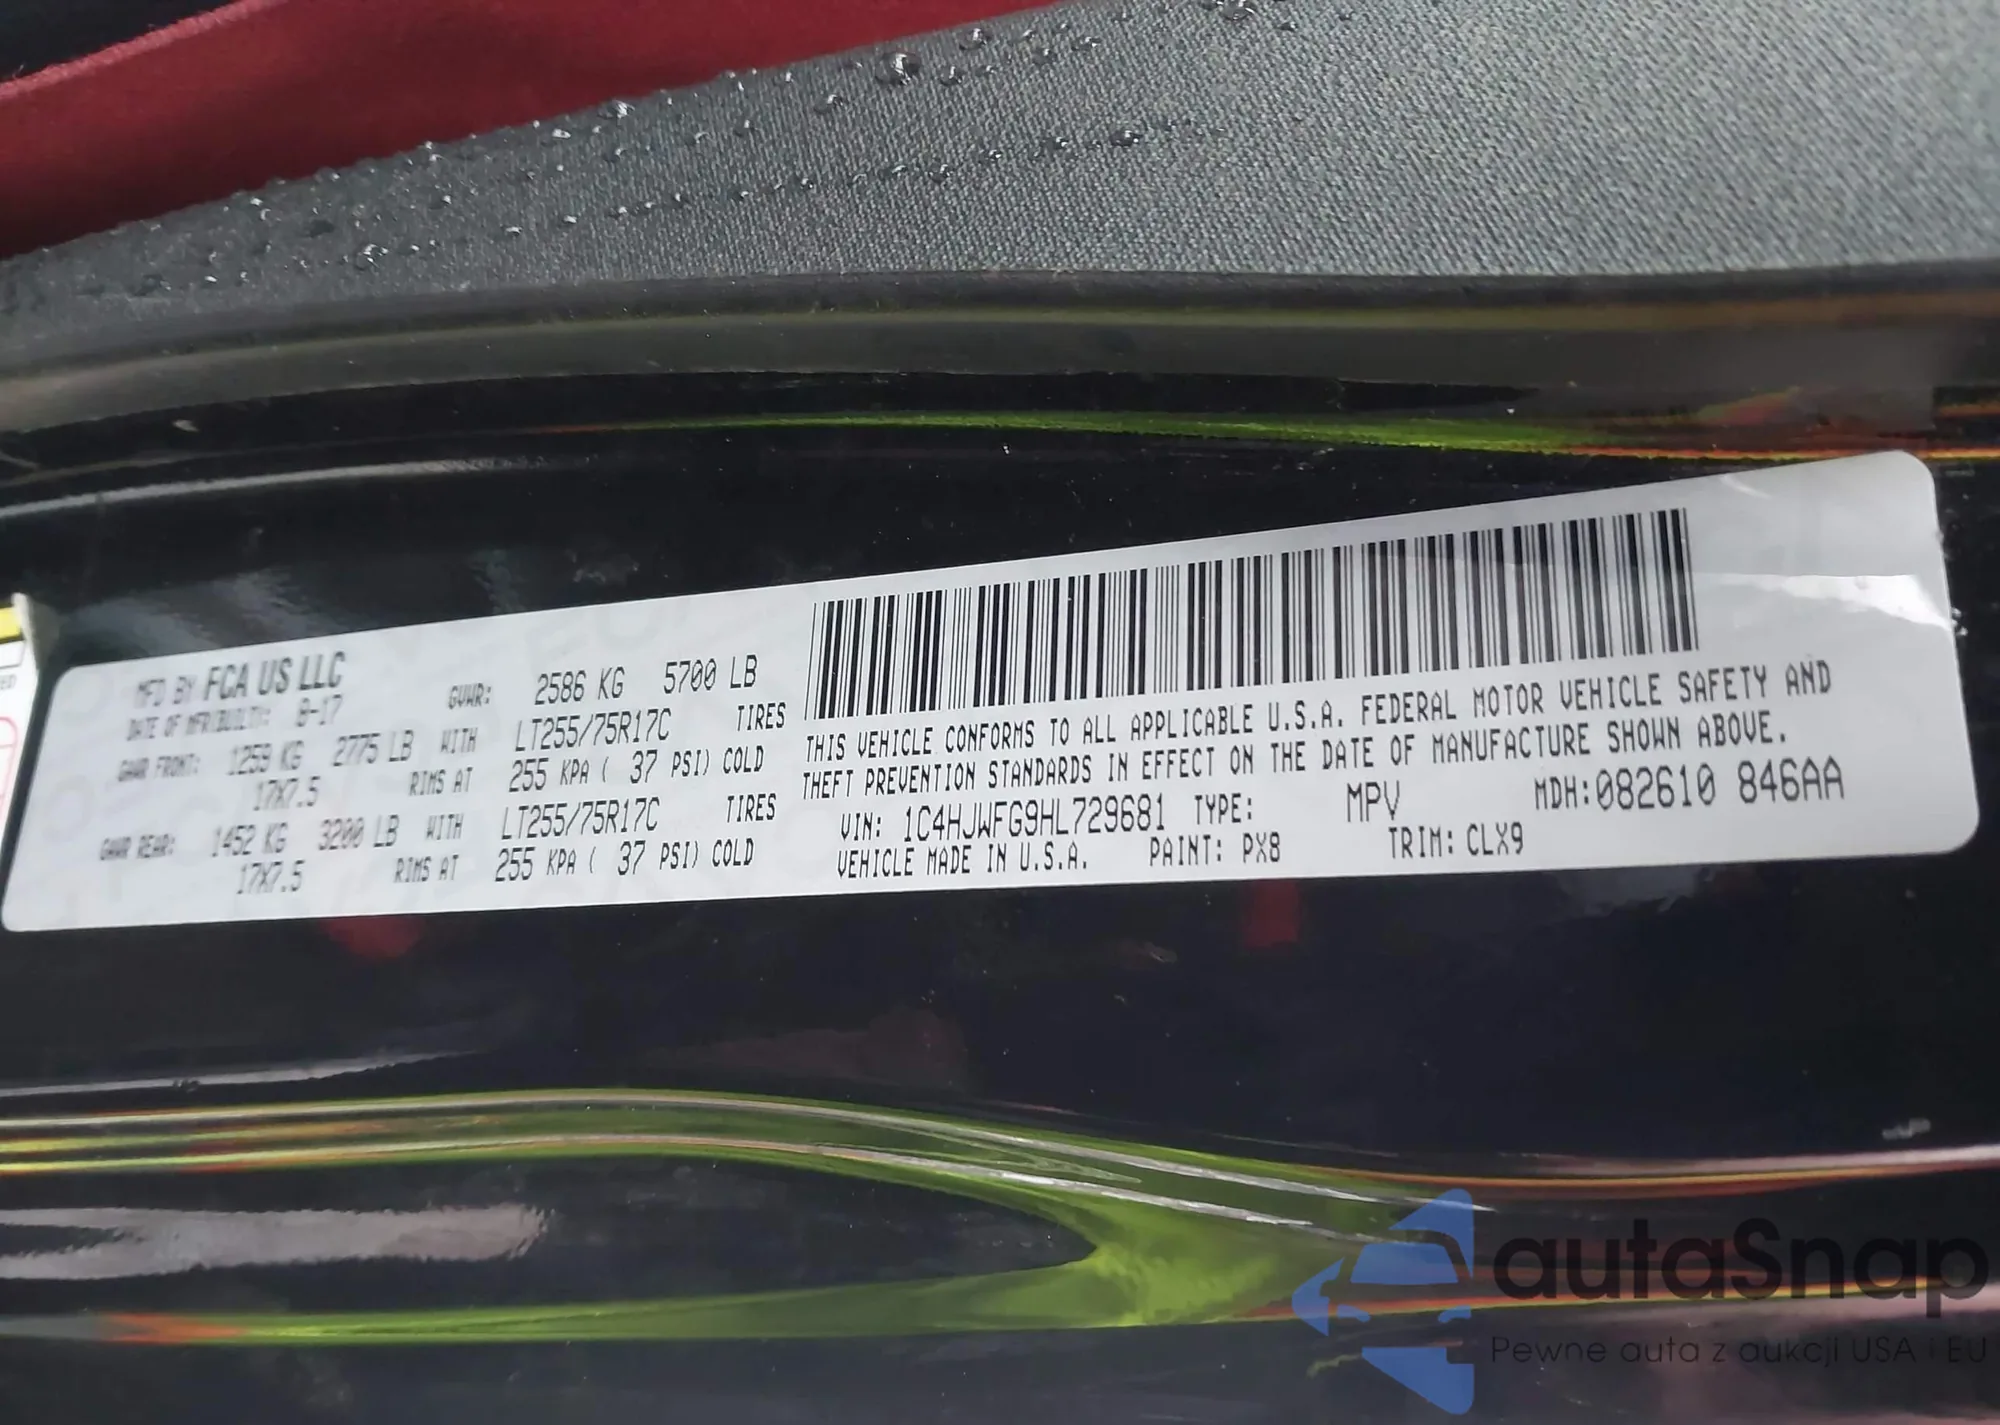 MFD BY FCA US LLC
DATE OF MFR(BUILT): 8-17
GVWR: 2586 KG 5700 LB
GAWR FRONT: 1259 KG 2775 LB WITH LT255/75R17C TIRES
17X7.5 RIMS AT 255 KPA ( 37 PSI) COLD
GAWR REAR: 1452 KG 3200 LB WITH LT255/75R17C TIRES
17X7.5 RIMS AT 255 KPA ( 37 PSI) COLD
THIS VEHICLE CONFORMS TO ALL APPLICABLE U.S.A. FEDERAL MOTOR VEHICLE SAFETY AND
THEFT PREVENTION STANDARDS IN EFFECT ON THE DATE OF MANUFACTURE SHOWN ABOVE.
VIN: 1C4HJWFG9HL729681 TYPE: MPV MDH:082610 846AA
VEHICLE MADE IN U.S.A. PAINT: PX8 TRIM: CLX9
autaSnap
Pewne auta z aukcji USA i EU